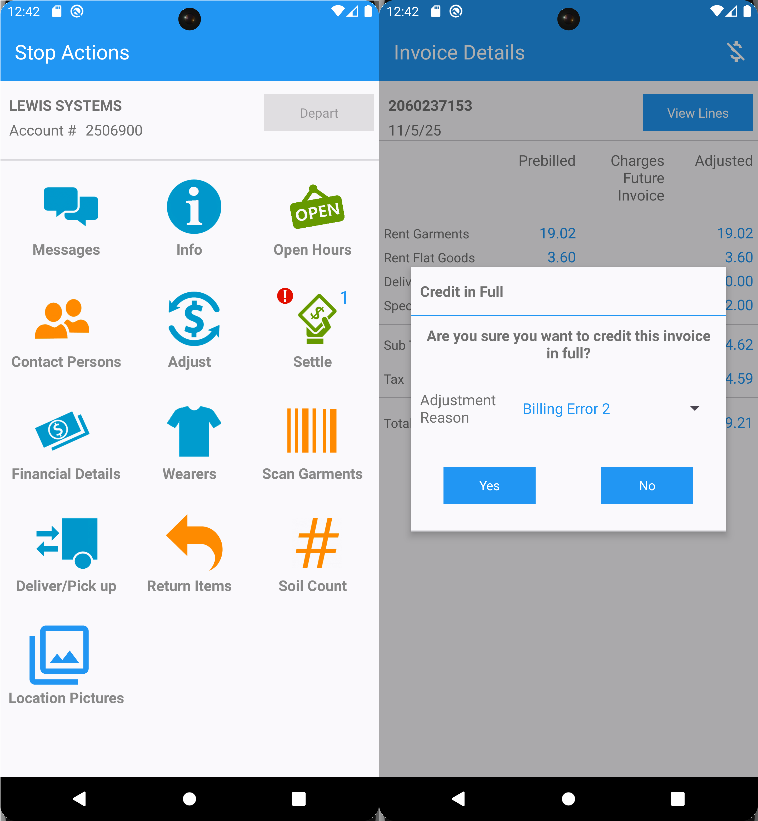 12:42
Stop Actions
LEWIS SYSTEMS
Account # 2506900
Depart
Messages
Info
OPEN
Open Hours
Contact Persons
Adjust
1
Settle
Financial Details
Wearers
Scan Garments
Deliver/Pick up
Return Items
Soil Count
Location Pictures
12:42
Invoice Details
2060237153
11/5/25
View Lines
Prebilled
Charges
Future
Invoice
Adjusted
Rent Garments 19.02 19.02
Rent Flat Goods 3.60 3.60
Deliv 0.00
Spec 2.00
Sub 4.62
Tax 4.59
Total 9.21
Credit in Full
Are you sure you want to credit this invoice
in full?
Adjustment
Reason
Billing Error 2
Yes
No